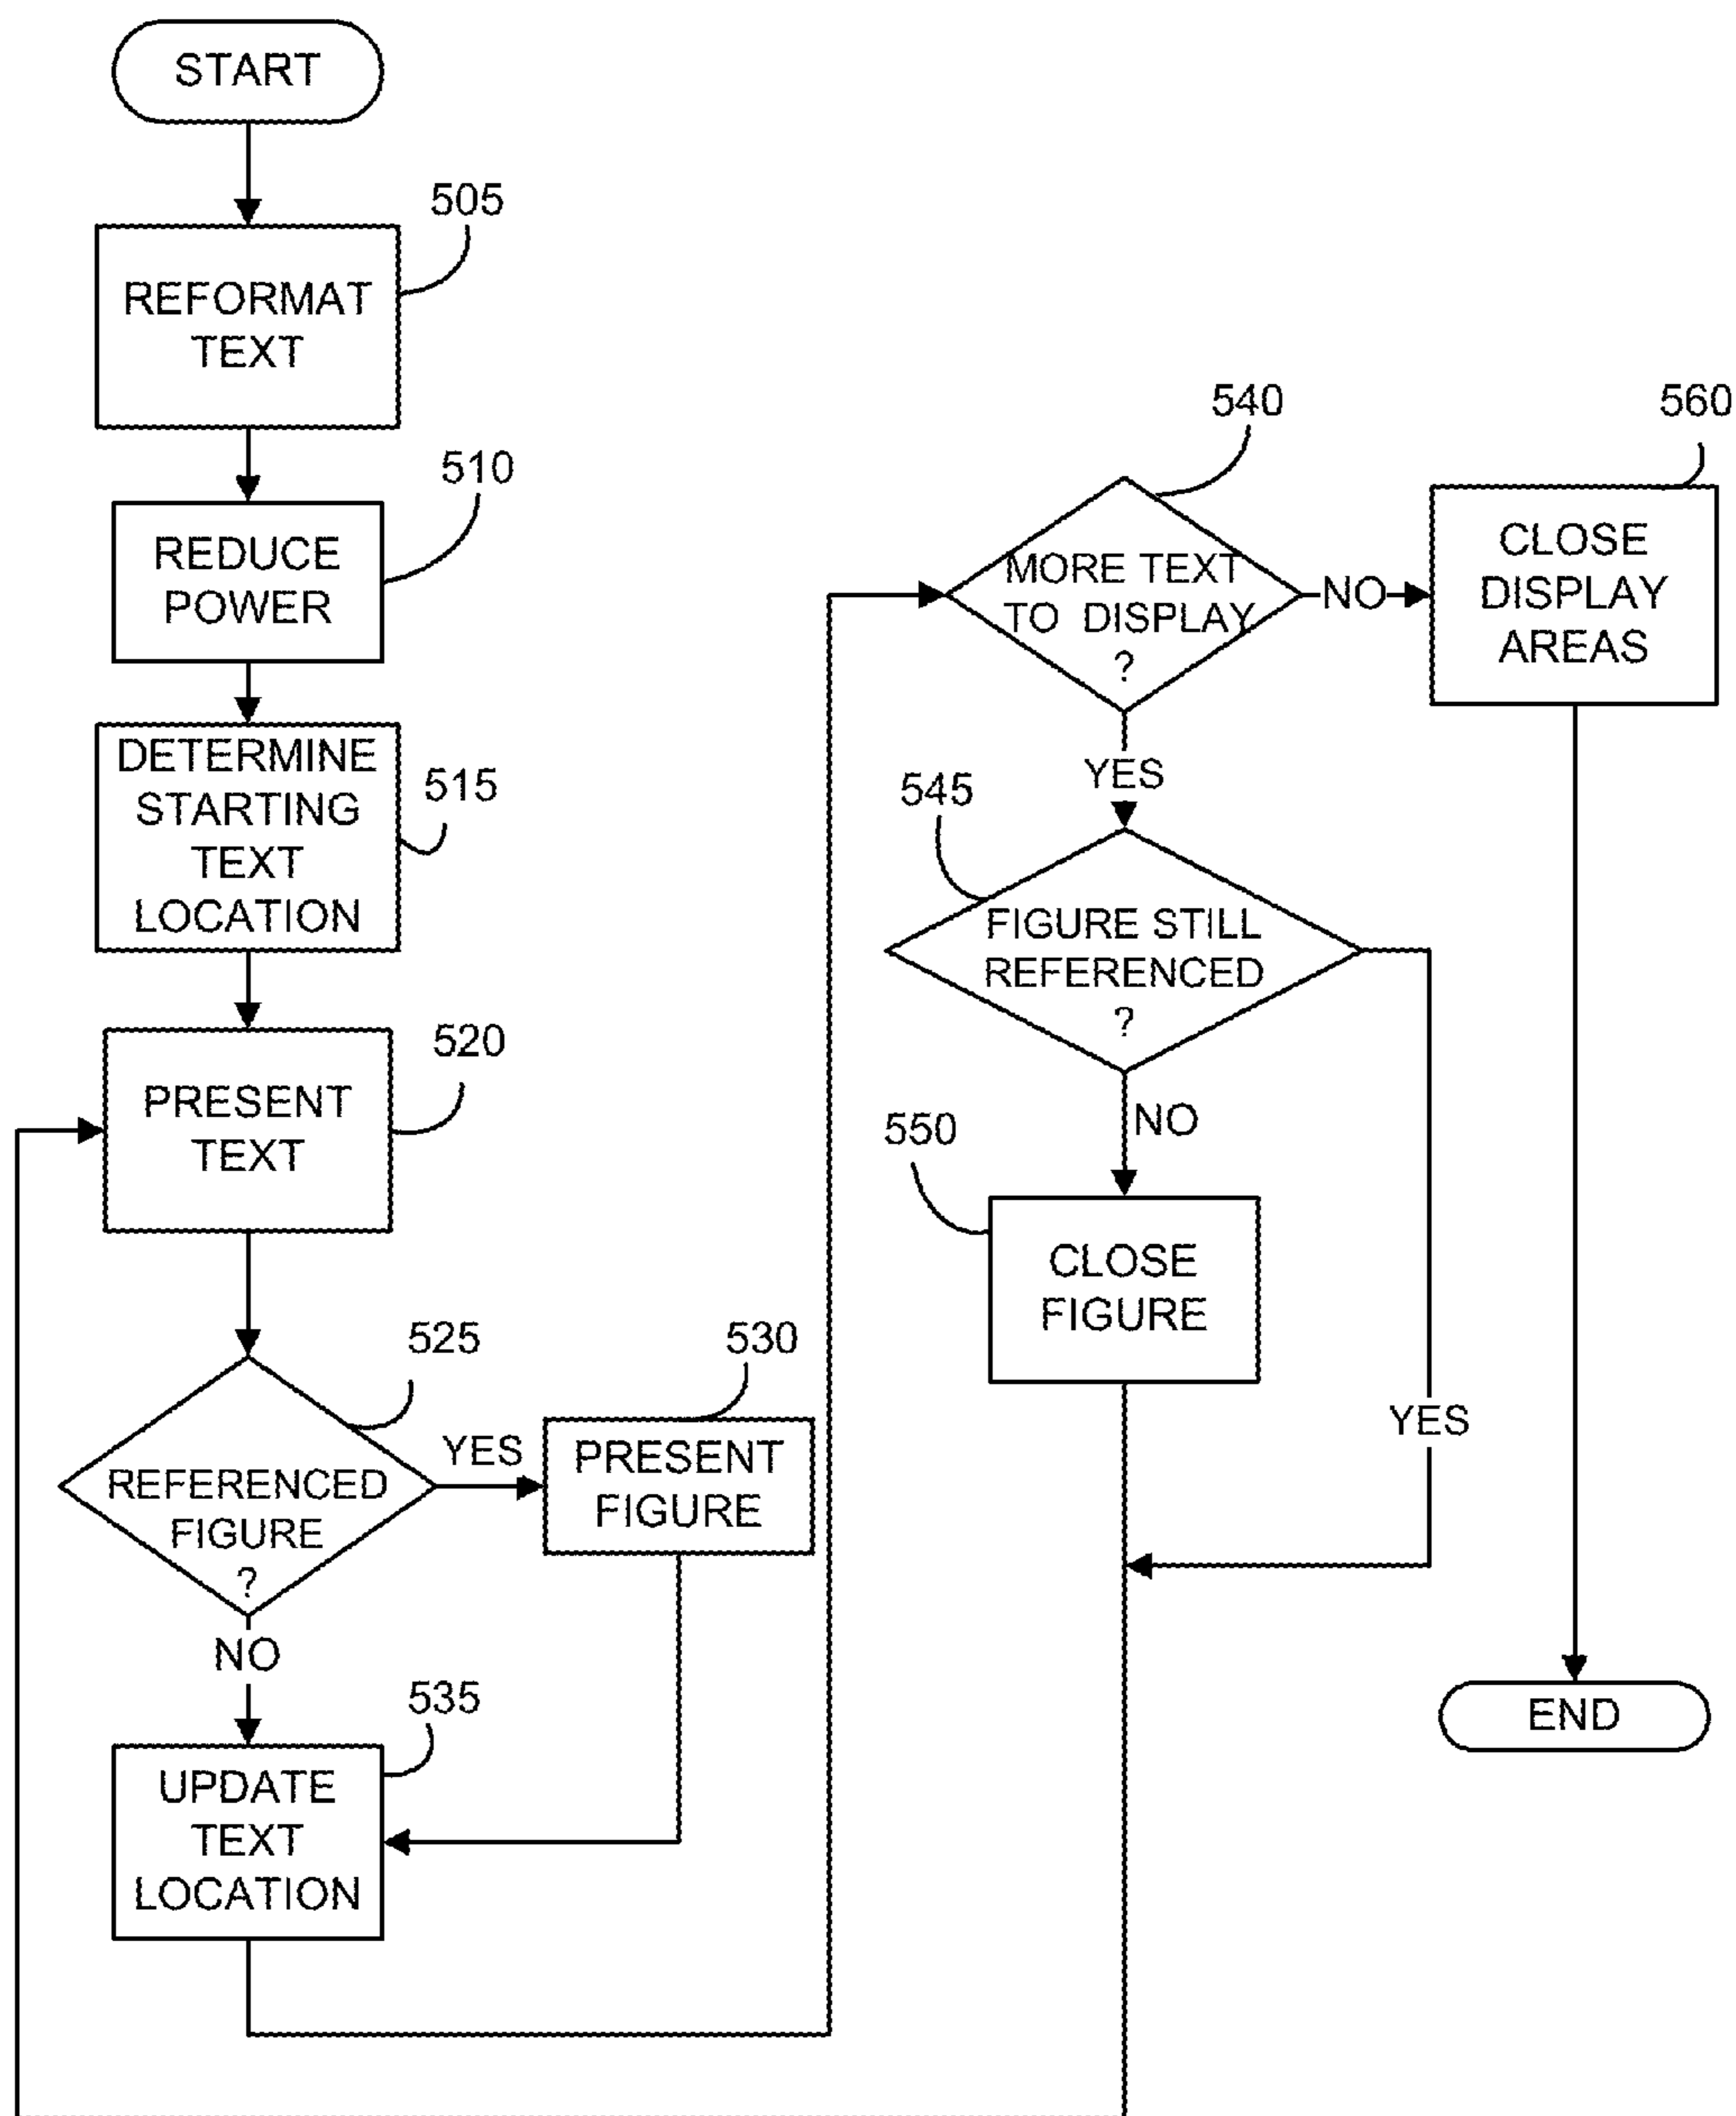 START
505
REFORMAT
TEXT
510
REDUCE
POWER
DETERMINE
STARTING
TEXT
LOCATION
515
520
PRESENT
TEXT
525
REFERENCED
FIGURE
?
YES
530
PRESENT
FIGURE
NO
535
UPDATE
TEXT
LOCATION
540
MORE TEXT
TO DISPLAY
?
NO
560
CLOSE
DISPLAY
AREAS
YES
545
FIGURE STILL
REFERENCED
?
NO
550
CLOSE
FIGURE
YES
END